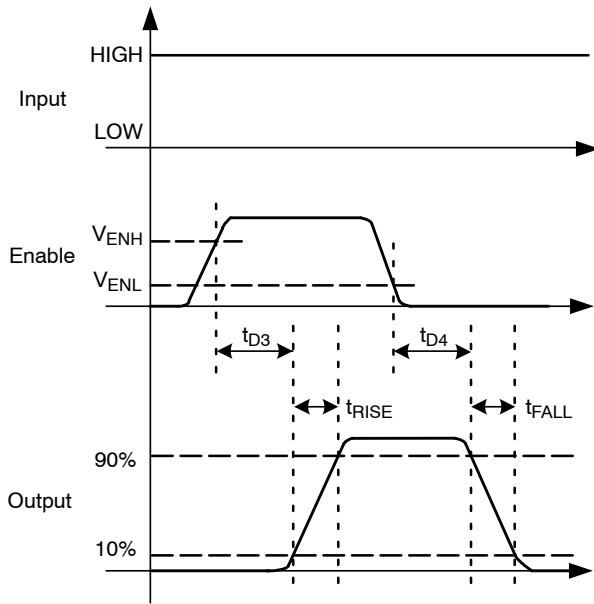 HIGH
Input
LOW
VENH
Enable
VENL
tD3
tD4
tRISE
tFALL
90%
Output
10%